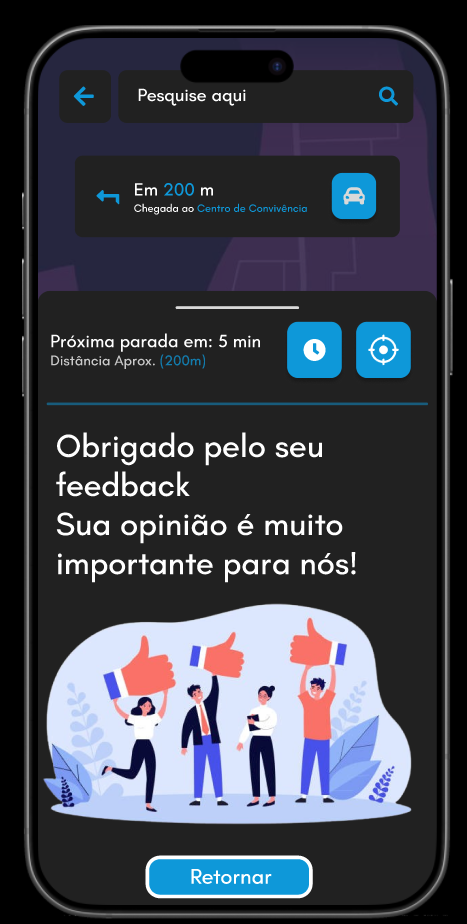 Pesquise aqui
Em 200 m
Chegada ao Centro de Convivência
Próxima parada em: 5 min
Distância Aprox. (200m)
Obrigado pelo seu
feedback
Sua opinião é muito
importante para nós!
Retornar